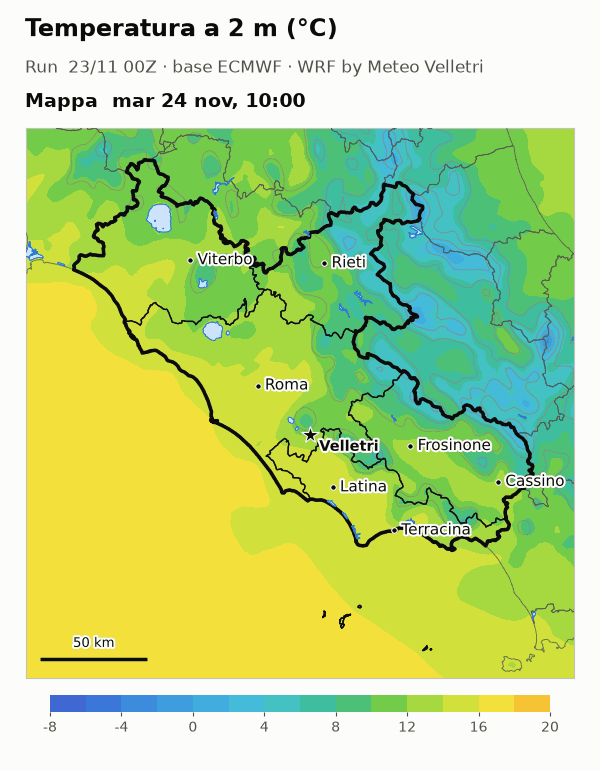 Temperatura a 2 m (°C)
Run  23/11 00Z · base ECMWF · WRF by Meteo Velletri
Mappa  mar 24 nov, 10:00
Viterbo
Rieti
Roma
Velletri
Frosinone
Cassino
Latina
Terracina
50 km
-8 -4 0 4 8 12 16 20